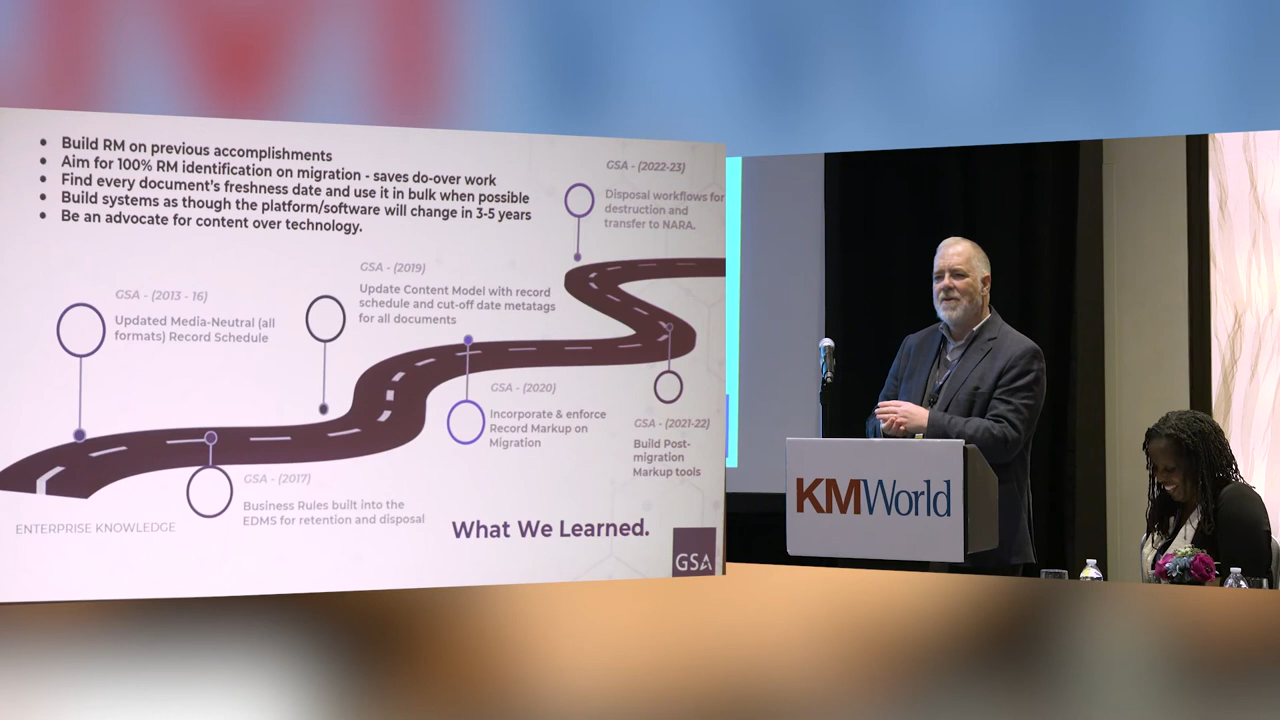 Build RM on previous accomplishments
Aim for 100% RM identification on migration - saves do-over work
Find every document's freshness date and use it in bulk when possible
Build systems as though the platform/software will change in 3-5 years
Be an advocate for content over technology.
GSA - (2022-23)
Disposal workflows for
destruction and
transfer to NARA.
GSA - (2019)
Update Content Model with record
schedule and cut-off date metatags
for all documents
GSA - (2013 - 16)
Updated Media-Neutral (all
formats) Record Schedule
GSA - (2020)
Incorporate & enforce
Record Markup on
Migration
GSA - (2021-22)
Build Post-
migration
Markup tools
GSA - (2017)
Business Rules built into the
EDMS for retention and disposal
ENTERPRISE KNOWLEDGE
What We Learned.
GSA
KMWorld